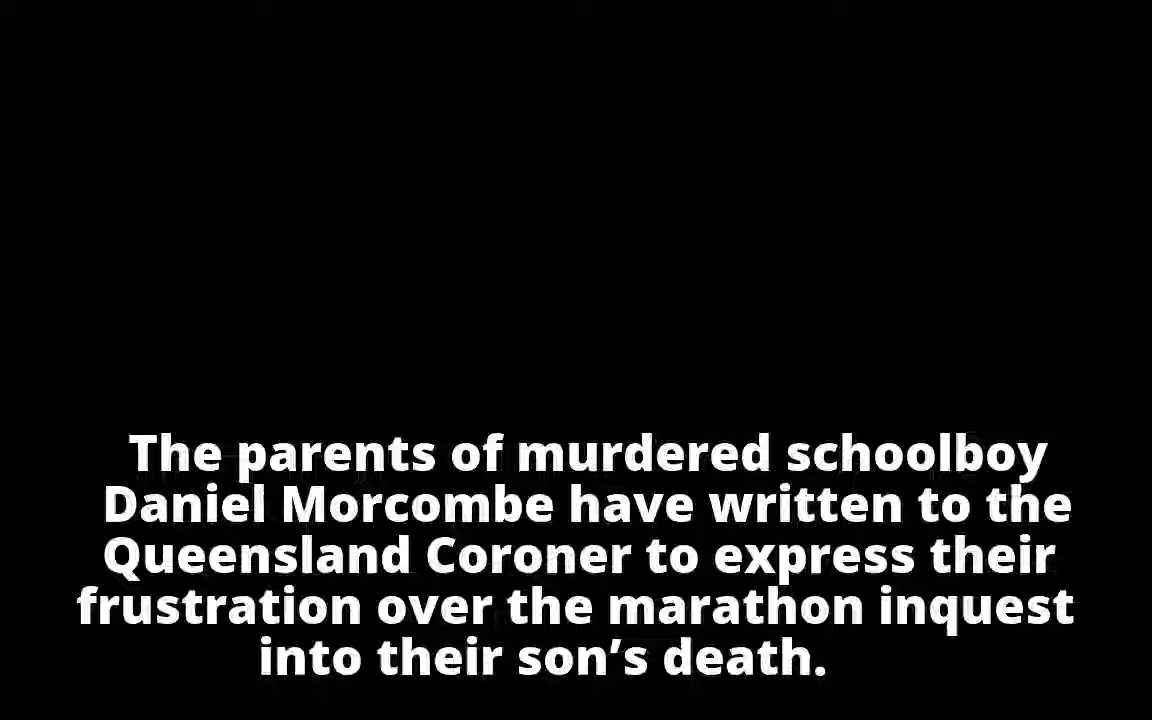 The parents of murdered schoolboy
Daniel Morcombe have written to the
Queensland Coroner to express their
frustration over the marathon inquest
into their son’s death.